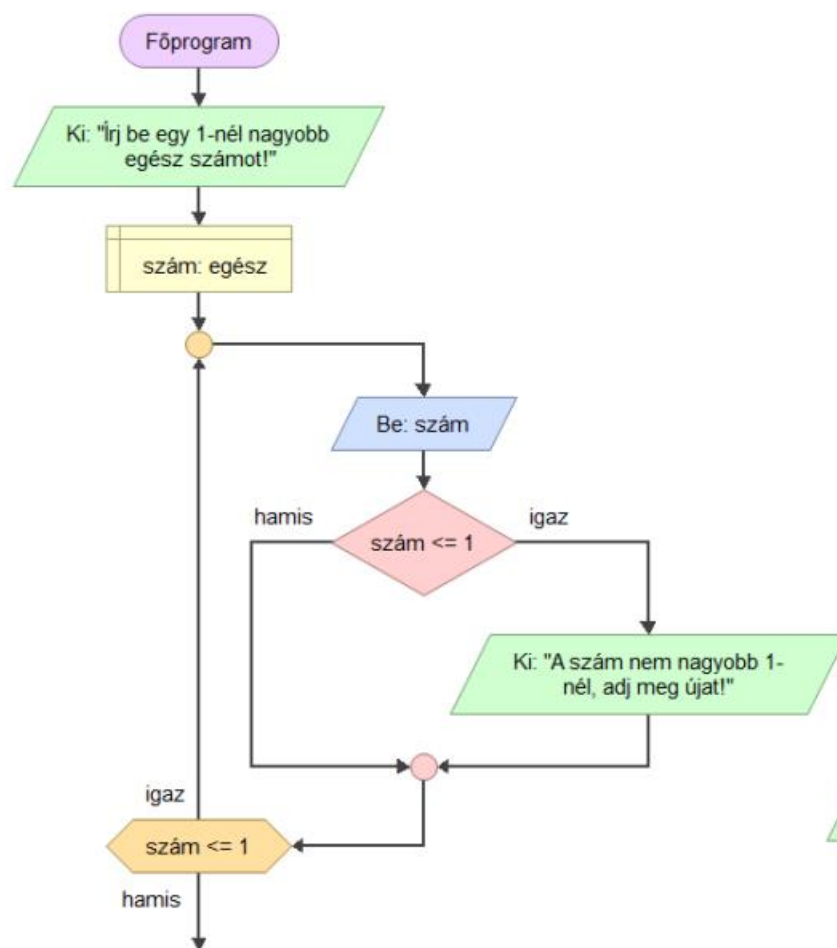 Főprogram
Ki: "Írj be egy 1-nél nagyobb
egész számot!"
szám: egész
Be: szám
hamis
igaz
szám <= 1
Ki: "A szám nem nagyobb 1-
nél, adj meg újat!"
igaz
szám <= 1
hamis